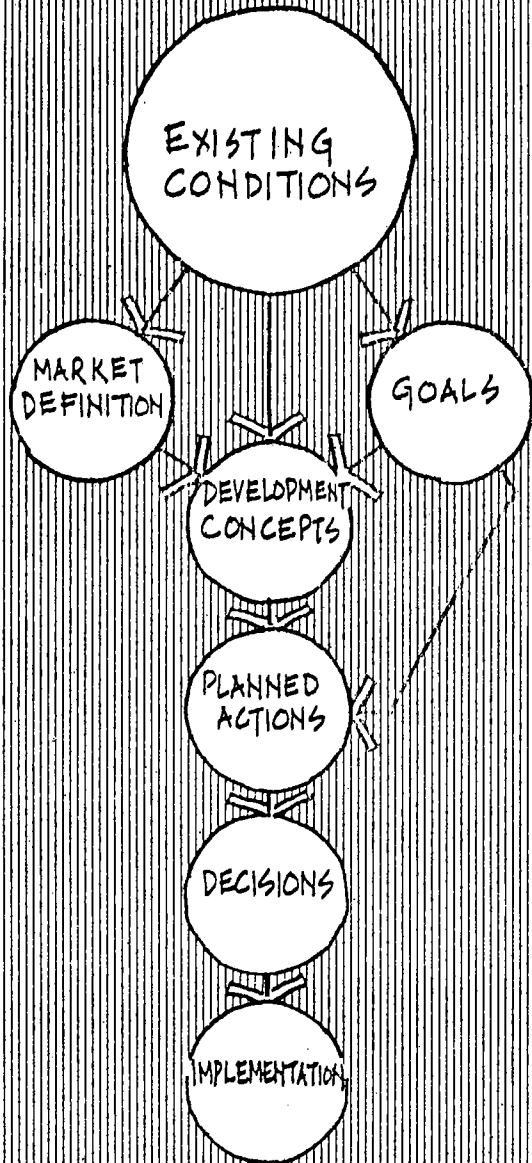 EXISTING
CONDITIONS
MARKET
DEFINITION
GOALS
DEVELOPMENT
CONCEPTS
PLANNED
ACTIONS
DECISIONS
IMPLEMENTATION